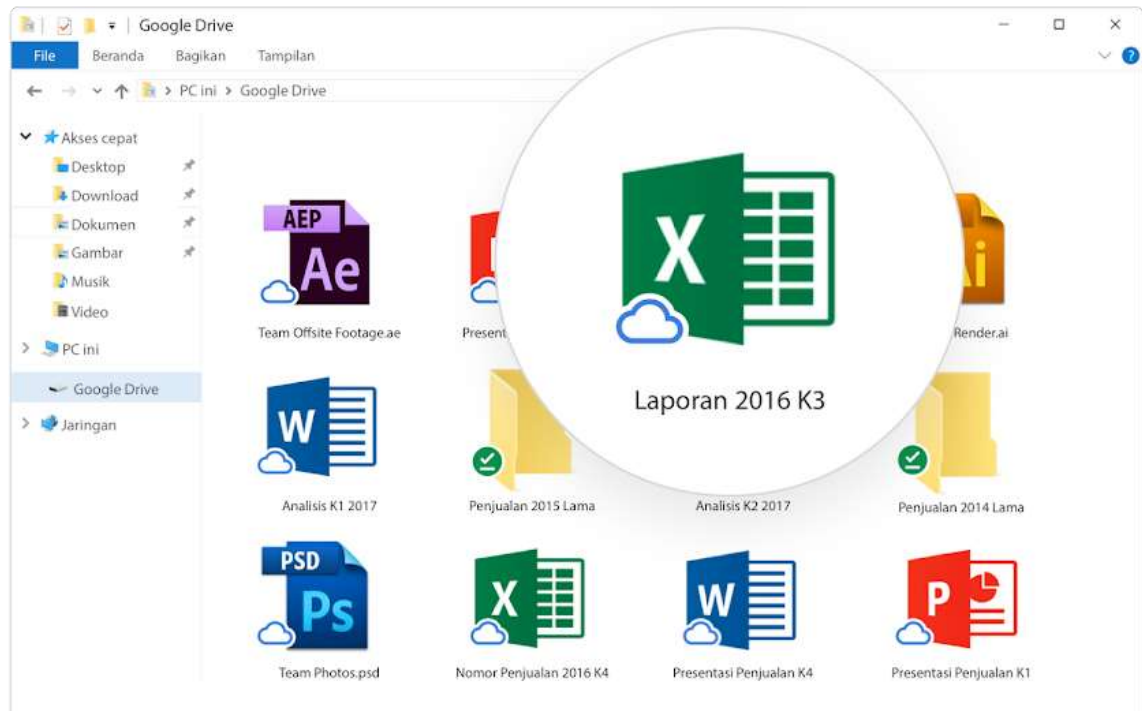 Google Drive
File Beranda Bagikan Tampilan
PC ini > Google Drive
Akses cepat
Desktop
Download
Dokumen
Gambar
Musik
Video
PC ini
Google Drive
Jaringan
AEP
Ae
Team Offsite Footage.ae
Present
X
Laporan 2016 K3
Ai
Render.ai
W
Analisis K1 2017
Penjualan 2015 Lama
Analisis K2 2017
Penjualan 2014 Lama
PSD
Ps
Team Photos.psd
X
Nomor Penjualan 2016 K4
W
Presentasi Penjualan K4
P
Presentasi Penjualan K1